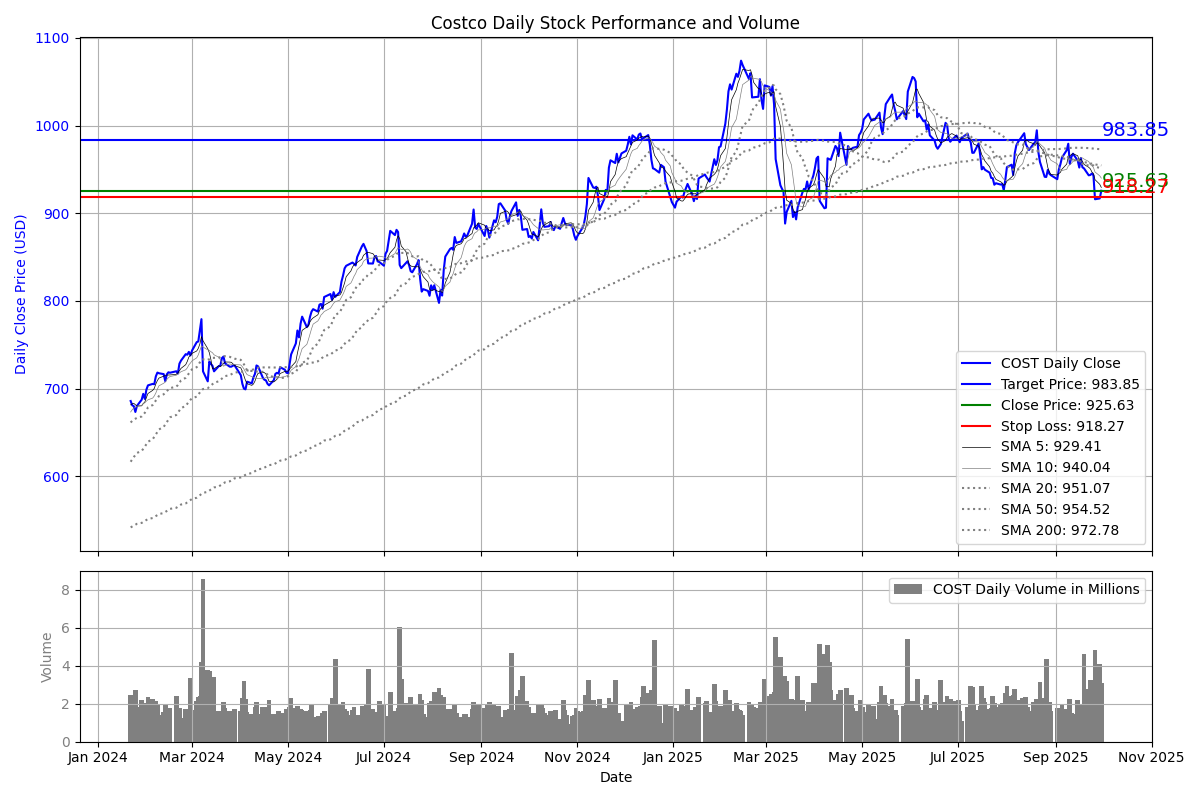 Costco Daily Stock Performance and Volume
1100
1000
900
800
700
600
Daily Close Price (USD)
983.85
925.63
918.27
COST Daily Close
Target Price: 983.85
Close Price: 925.63
Stop Loss: 918.27
SMA 5: 929.41
SMA 10: 940.04
SMA 20: 951.07
SMA 50: 954.52
SMA 200: 972.78
8
6
4
2
0
Volume
COST Daily Volume in Millions
Jan 2024 Mar 2024 May 2024 Jul 2024 Sep 2024 Nov 2024 Jan 2025 Mar 2025 May 2025 Jul 2025 Sep 2025 Nov 2025
Date